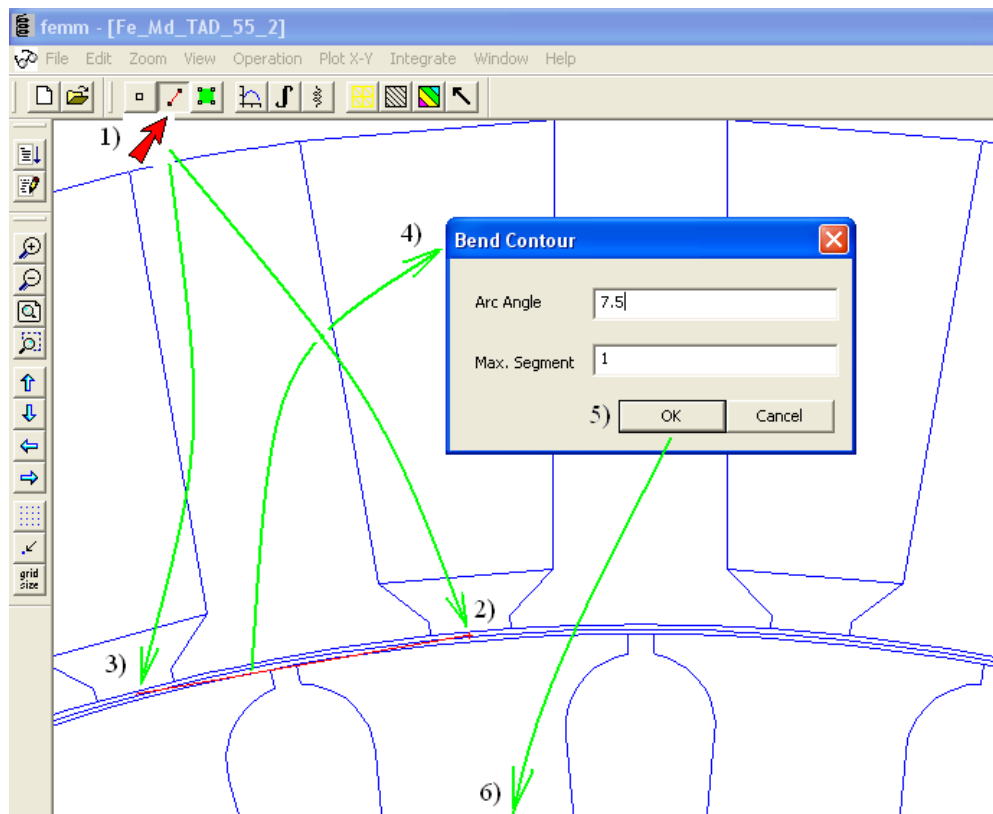 femm - [Fe_Md_TAD_55_2]
File Edit Zoom View Operation Plot X-Y Integrate Window Help
1)
4)
Bend Contour
Arc Angle 7.5
Max. Segment 1
5) OK Cancel
grid
size
2)
3)
6)